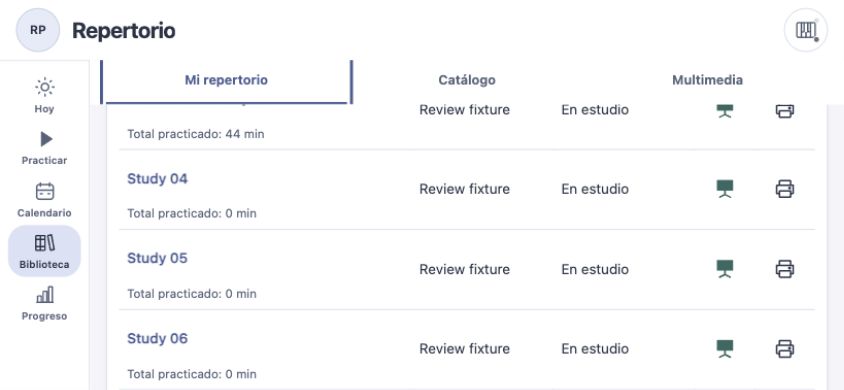 RP
Repertorio
Hoy
Practicar
Calendario
Biblioteca
Progreso
Mi repertorio Catálogo Multimedia
Review fixture En estudio
Total practicado: 44 min
Study 04 Review fixture En estudio
Total practicado: 0 min
Study 05 Review fixture En estudio
Total practicado: 0 min
Study 06 Review fixture En estudio
Total practicado: 0 min